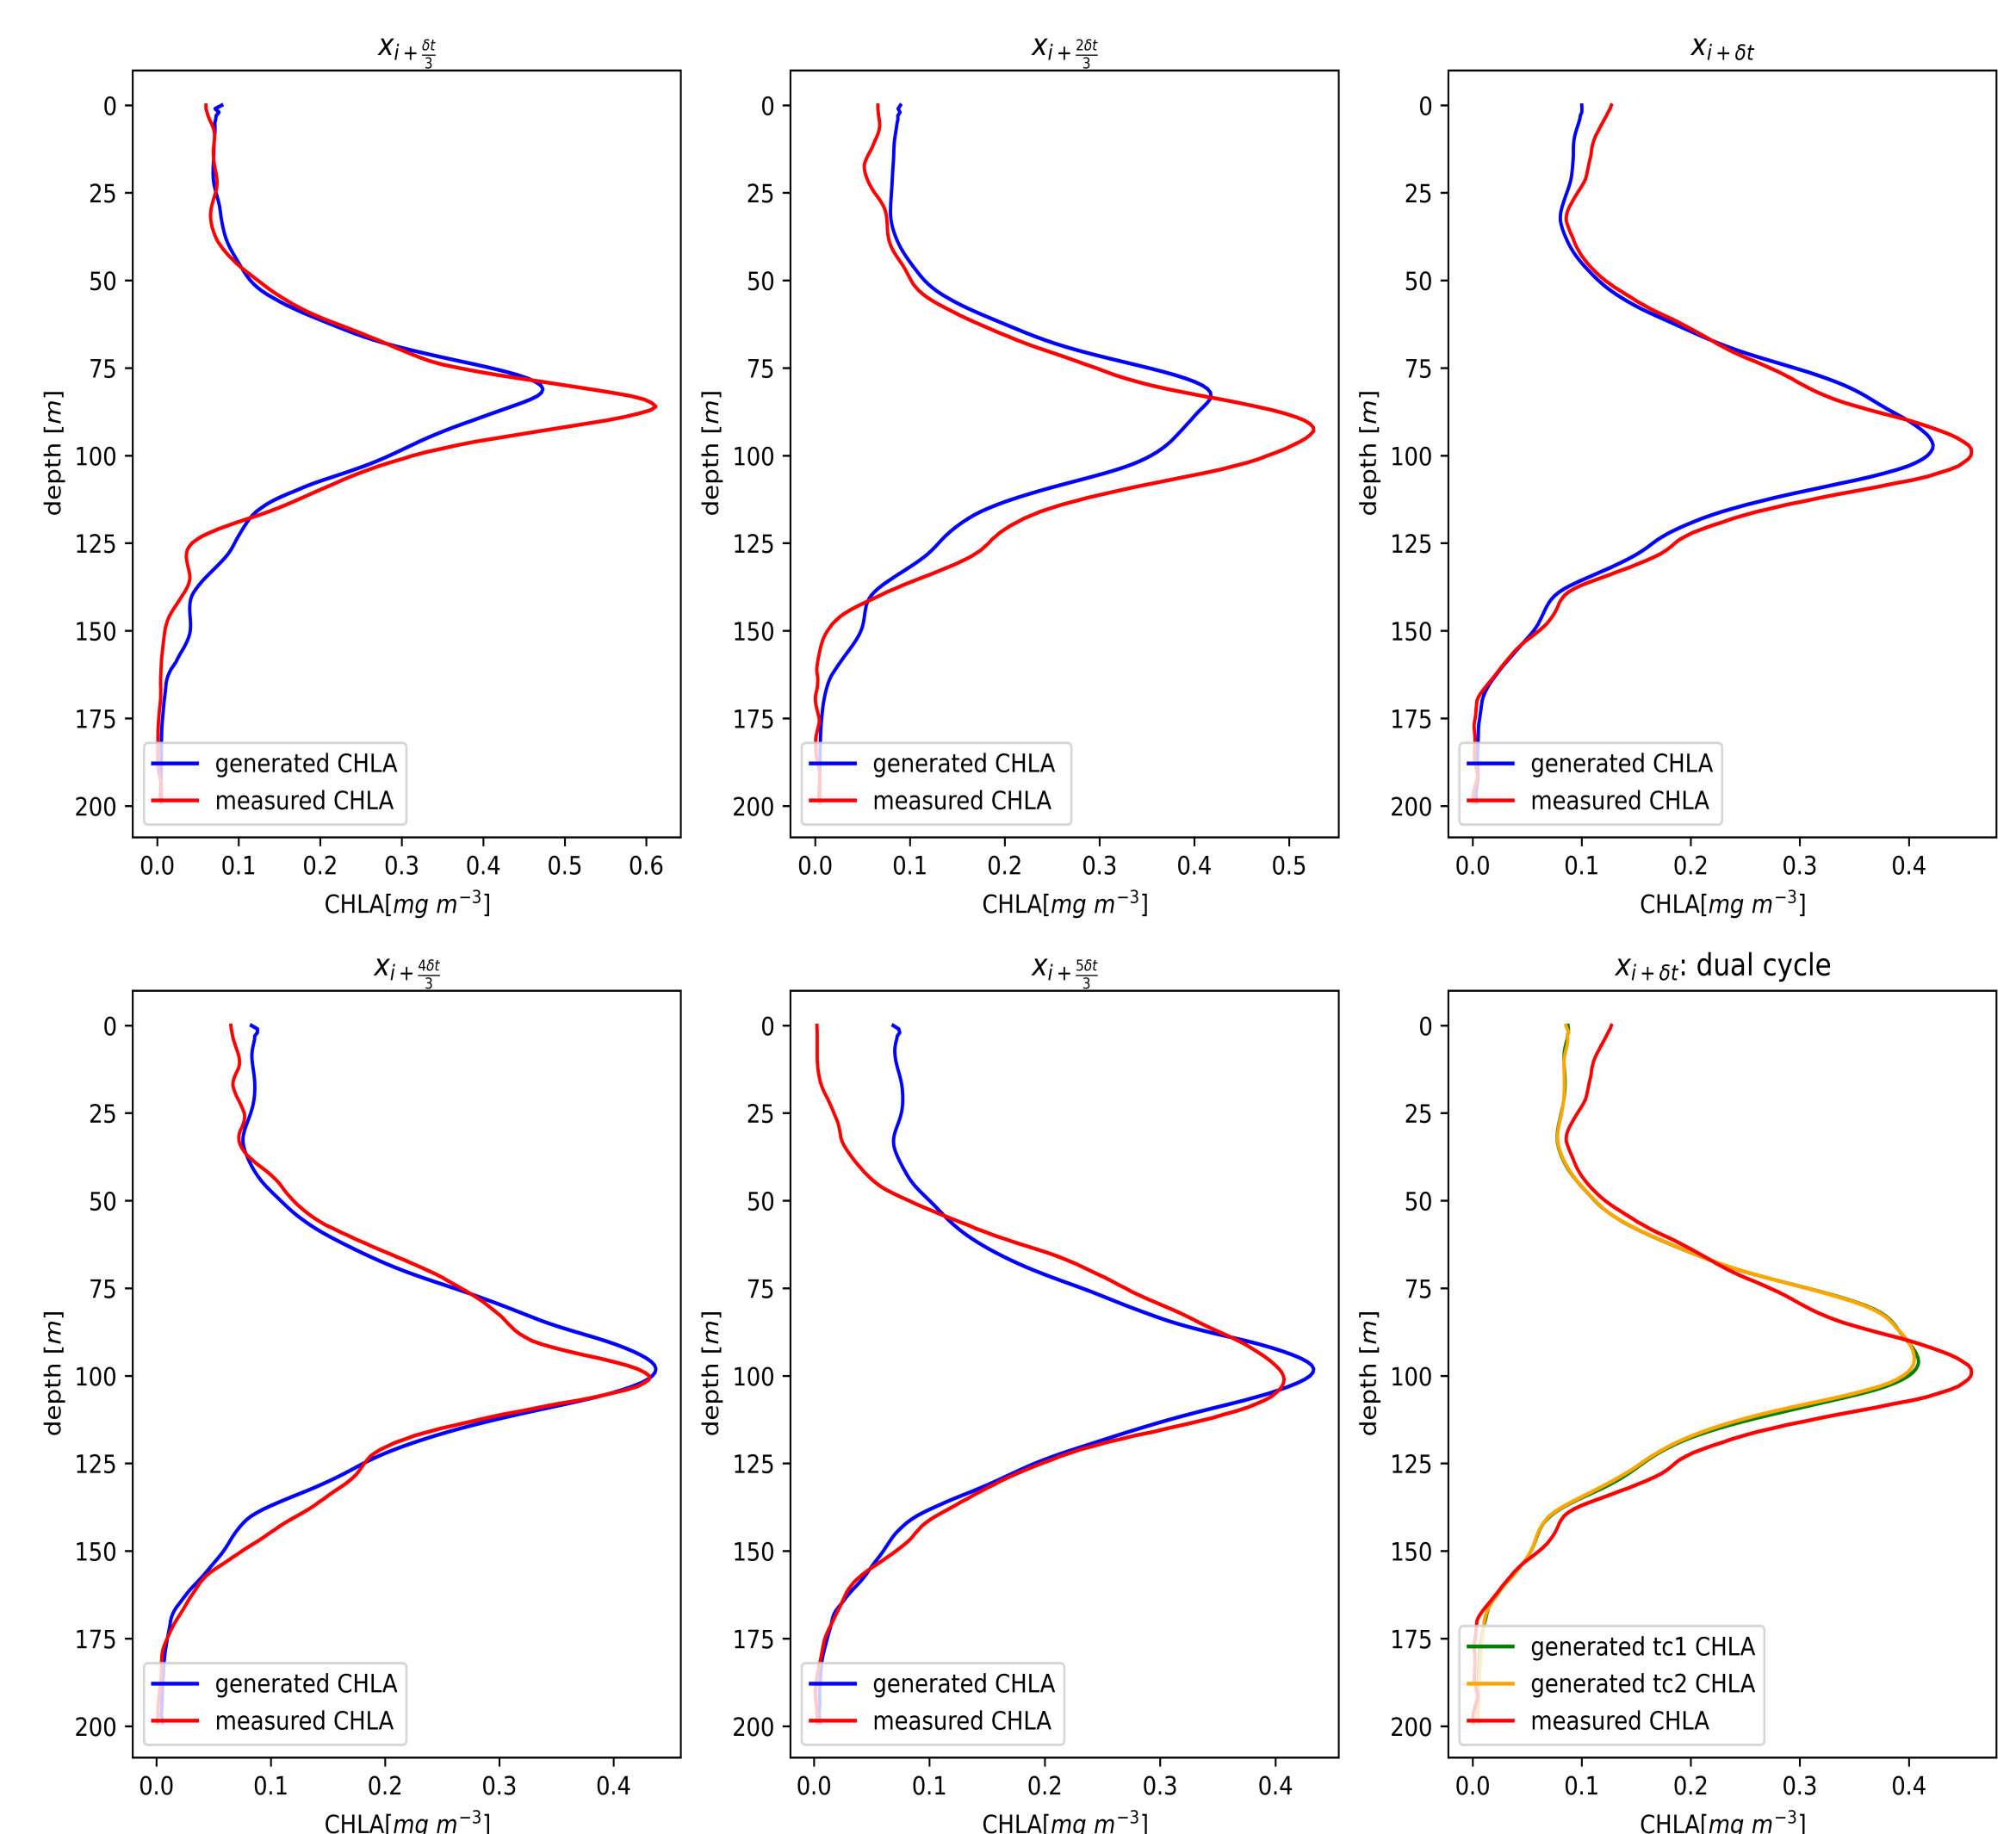 x_{i+\frac{δt}{3}}
0
25
50
75
100
125
150
175
200
depth [m]
generated CHLA
measured CHLA
0.0 0.1 0.2 0.3 0.4 0.5 0.6
CHLA[mg m⁻³]
x_{i+\frac{2δt}{3}}
0
25
50
75
100
125
150
175
200
depth [m]
generated CHLA
measured CHLA
0.0 0.1 0.2 0.3 0.4 0.5
CHLA[mg m⁻³]
x_{i+δt}
0
25
50
75
100
125
150
175
200
depth [m]
generated CHLA
measured CHLA
0.0 0.1 0.2 0.3 0.4
CHLA[mg m⁻³]
x_{i+\frac{4δt}{3}}
0
25
50
75
100
125
150
175
200
depth [m]
generated CHLA
measured CHLA
0.0 0.1 0.2 0.3 0.4
CHLA[mg m⁻³]
x_{i+\frac{5δt}{3}}
0
25
50
75
100
125
150
175
200
depth [m]
generated CHLA
measured CHLA
0.0 0.1 0.2 0.3 0.4
CHLA[mg m⁻³]
x_{i+δt}: dual cycle
0
25
50
75
100
125
150
175
200
depth [m]
generated tc1 CHLA
generated tc2 CHLA
measured CHLA
0.0 0.1 0.2 0.3 0.4
CHLA[mg m⁻³]